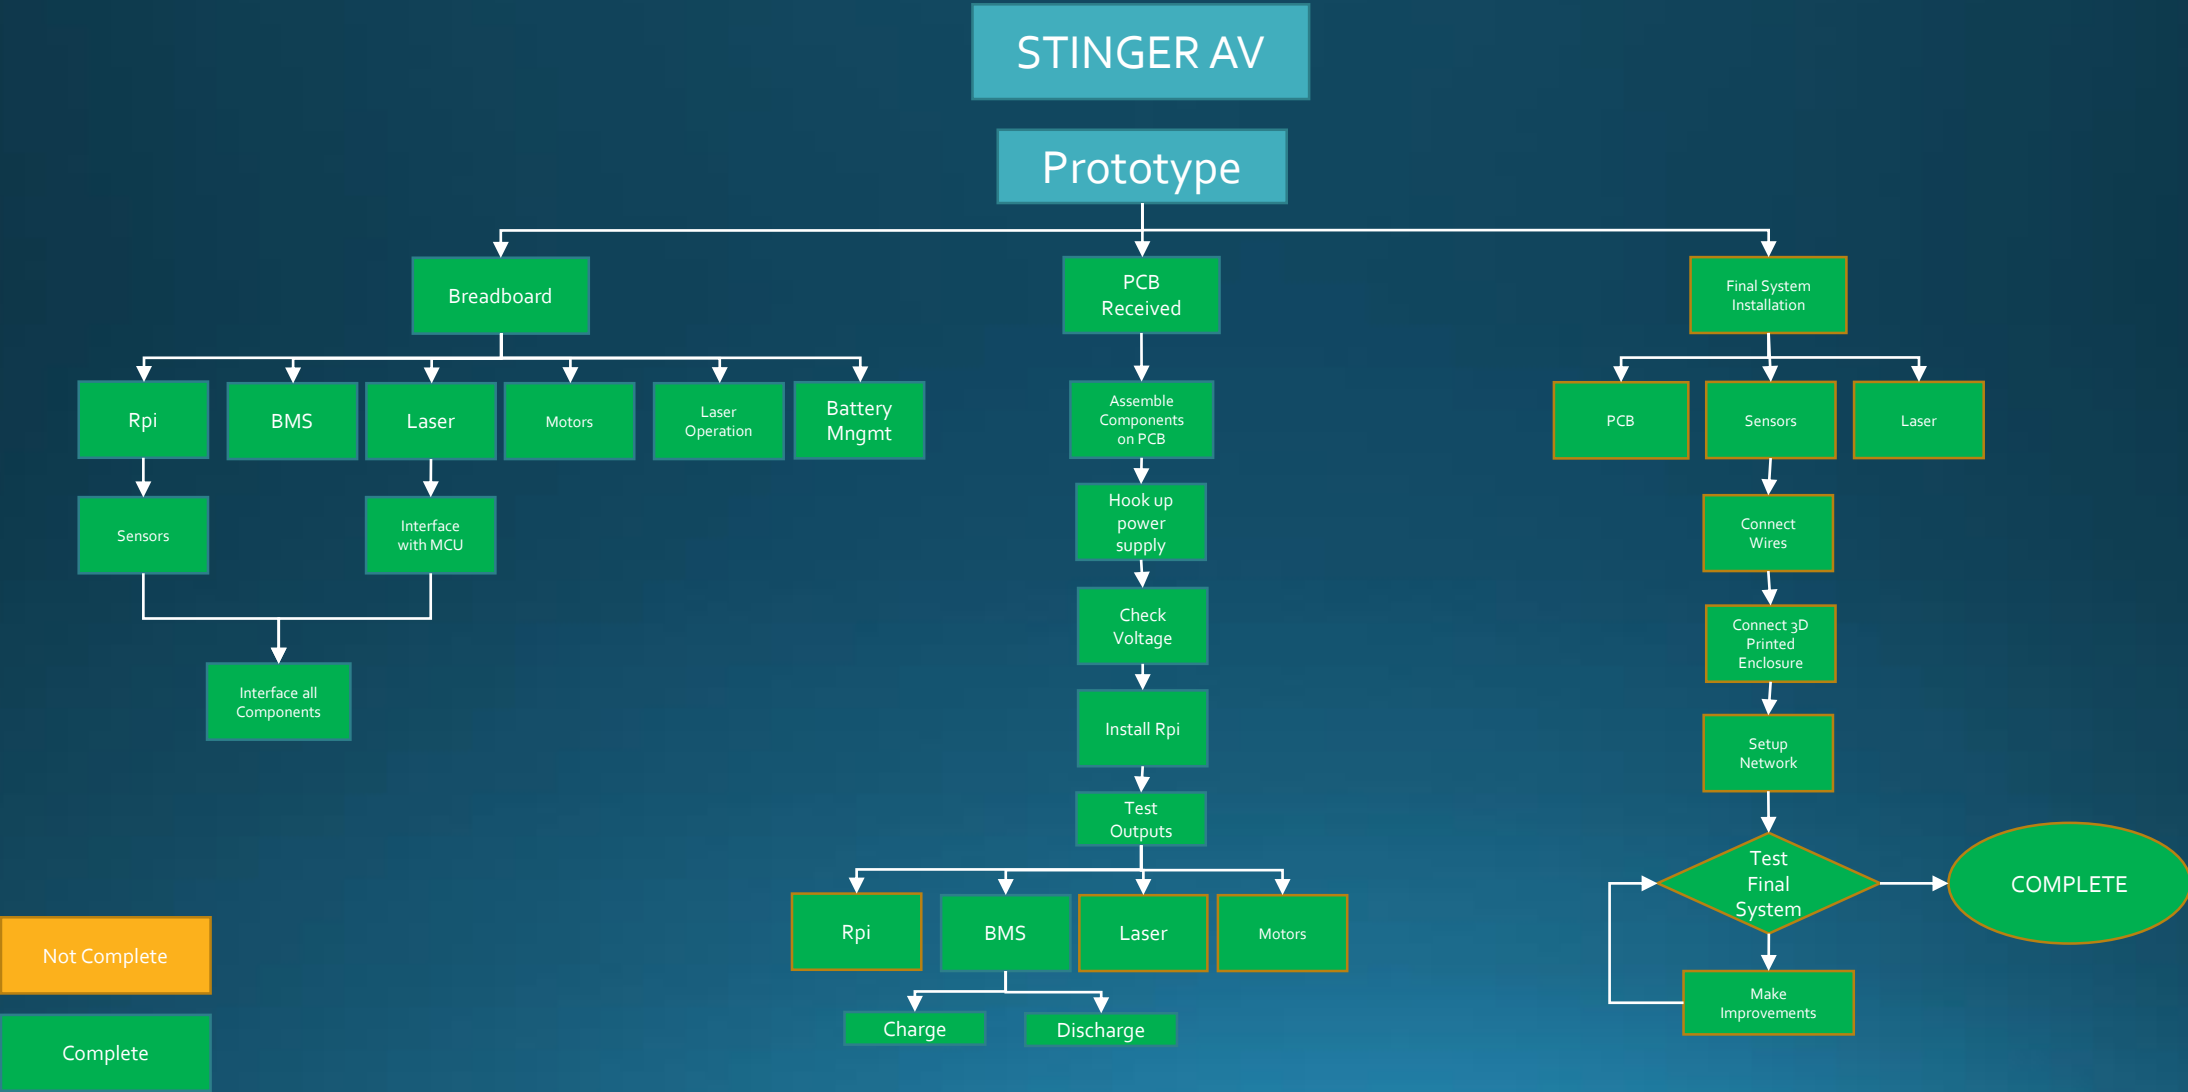 STINGER AV
Prototype
Breadboard
PCB
Received
Final System
Installation
Rpi
BMS
Laser
Motors
Laser
Operation
Battery
Mngmt
Assemble
Components
on PCB
PCB
Sensors
Laser
Sensors
Interface
with MCU
Hook up
power
supply
Connect
Wires
Check
Voltage
Connect 3D
Printed
Enclosure
Interface all
Components
Install Rpi
Setup
Network
Test
Outputs
Test
Final
System
COMPLETE
Rpi
BMS
Laser
Motors
Not Complete
Make
Improvements
Charge
Discharge
Complete